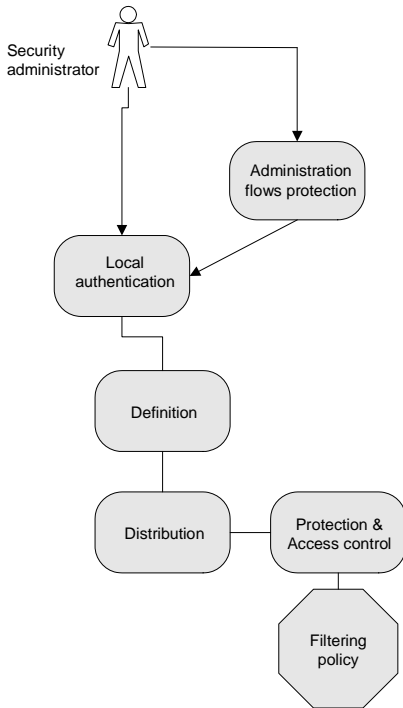 Security
administrator
Administration
flows protection
Local
authentication
Definition
Distribution
Protection &
Access control
Filtering
policy